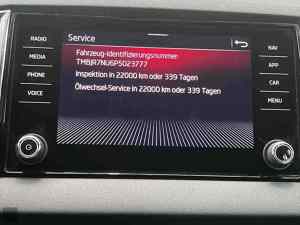 Service
RADIO
MEDIA
PHONE
VOICE
Fahrzeug-Identifizierungsnummer
TMBJR7NU6P5023777
Inspektion in 22000 km oder 339 Tagen
Ölwechsel-Service in 22000 km oder 339 Tagen
NAV
APP
CAR
MENU